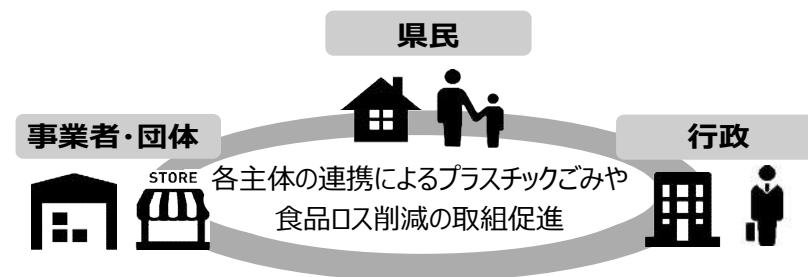 県民
事業者・団体
行政
STORE
各主体の連携によるプラスチックごみや
食品ロス削減の取組促進